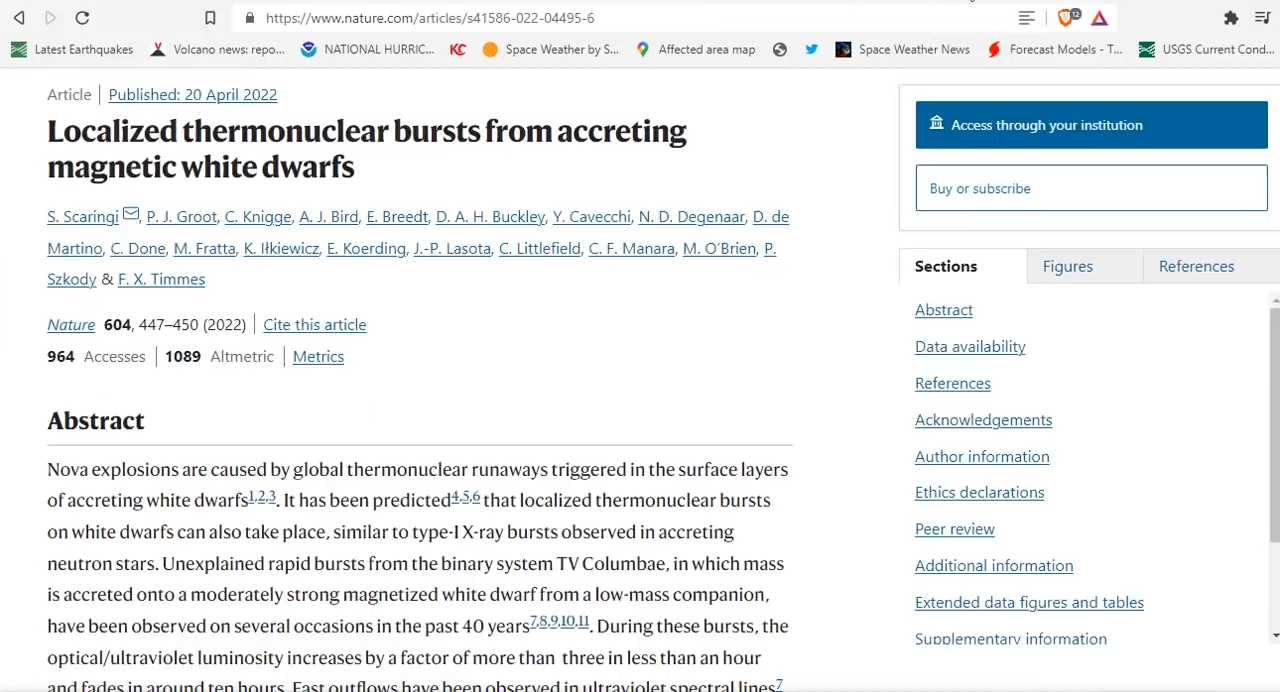 https://www.nature.com/articles/s41586-022-04495-6
12
Latest Earthquakes
Volcano news: repo...
NATIONAL HURRIC...
KC
Space Weather by S...
Affected area map
Space Weather News
Forecast Models - T...
USGS Current Cond...
Article | Published: 20 April 2022
Localized thermonuclear bursts from accreting
magnetic white dwarfs
S. Scaringi, P. J. Groot, C. Knigge, A. J. Bird, E. Breedt, D. A. H. Buckley, Y. Cavecchi, N. D. Degenaar, D. de
Martino, C. Done, M. Fratta, K. Iłkiewicz, E. Koerding, J.-P. Lasota, C. Littlefield, C. F. Manara, M. O’Brien, P.
Szkody & F. X. Timmes
Nature 604, 447–450 (2022) | Cite this article
964 Accesses | 1089 Altmetric | Metrics
Abstract
Nova explosions are caused by global thermonuclear runaways triggered in the surface layers
of accreting white dwarfs1,2,3. It has been predicted4,5,6 that localized thermonuclear bursts
on white dwarfs can also take place, similar to type-I X-ray bursts observed in accreting
neutron stars. Unexplained rapid bursts from the binary system TV Columbae, in which mass
is accreted onto a moderately strong magnetized white dwarf from a low-mass companion,
have been observed on several occasions in the past 40 years7,8,9,10,11. During these bursts, the
optical/ultraviolet luminosity increases by a factor of more than three in less than an hour
and fades in around ten hours. Fast outflows have been observed in ultraviolet spectral lines7
Access through your institution
Buy or subscribe
Sections
Figures
References
Abstract
Data availability
References
Acknowledgements
Author information
Ethics declarations
Peer review
Additional information
Extended data figures and tables
Supplementary information